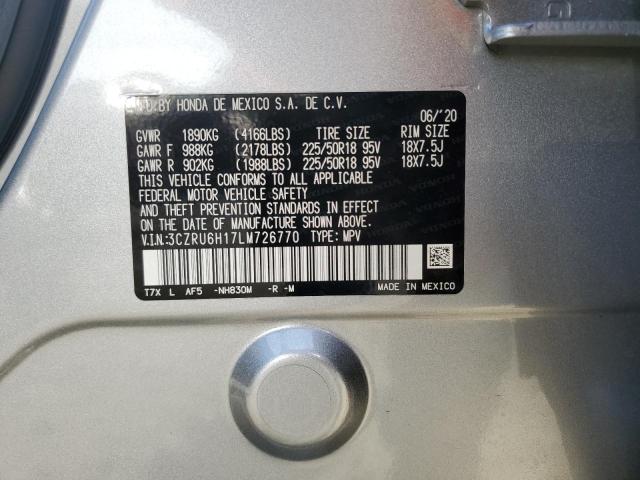 MFD. BY HONDA DE MEXICO S.A. DE C.V.
06/'20
GVWR 1890KG (4166LBS) TIRE SIZE RIM SIZE
GAWR F 988KG (2178LBS) 225/50R18 95V 18X7.5J
GAWR R 902KG (1988LBS) 225/50R18 95V 18X7.5J
THIS VEHICLE CONFORMS TO ALL APPLICABLE
FEDERAL MOTOR VEHICLE SAFETY
AND THEFT PREVENTION STANDARDS IN EFFECT
ON THE DATE OF MANUFACTURE SHOWN ABOVE.
V.I.N:3CZRU6H17LM726770 TYPE: MPV
T7X L AF5 -NH830M -R -M MADE IN MEXICO